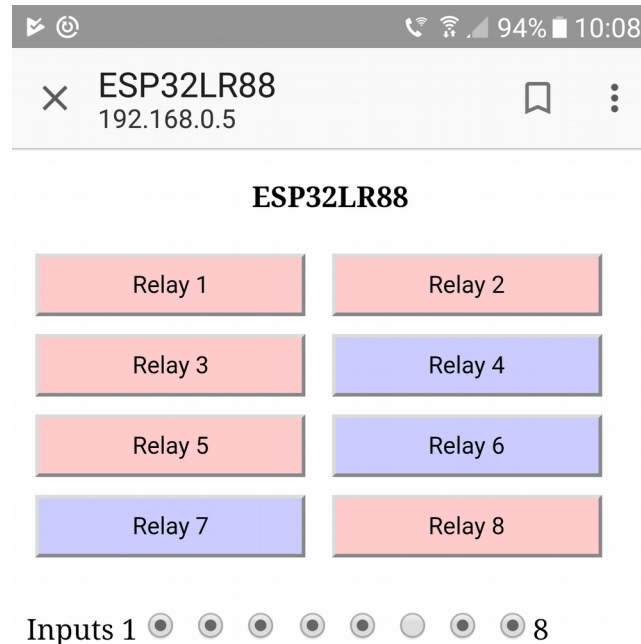 94% 10:08
ESP32LR88
192.168.0.5
ESP32LR88
Relay 1 Relay 2
Relay 3 Relay 4
Relay 5 Relay 6
Relay 7 Relay 8
Inputs 1 8